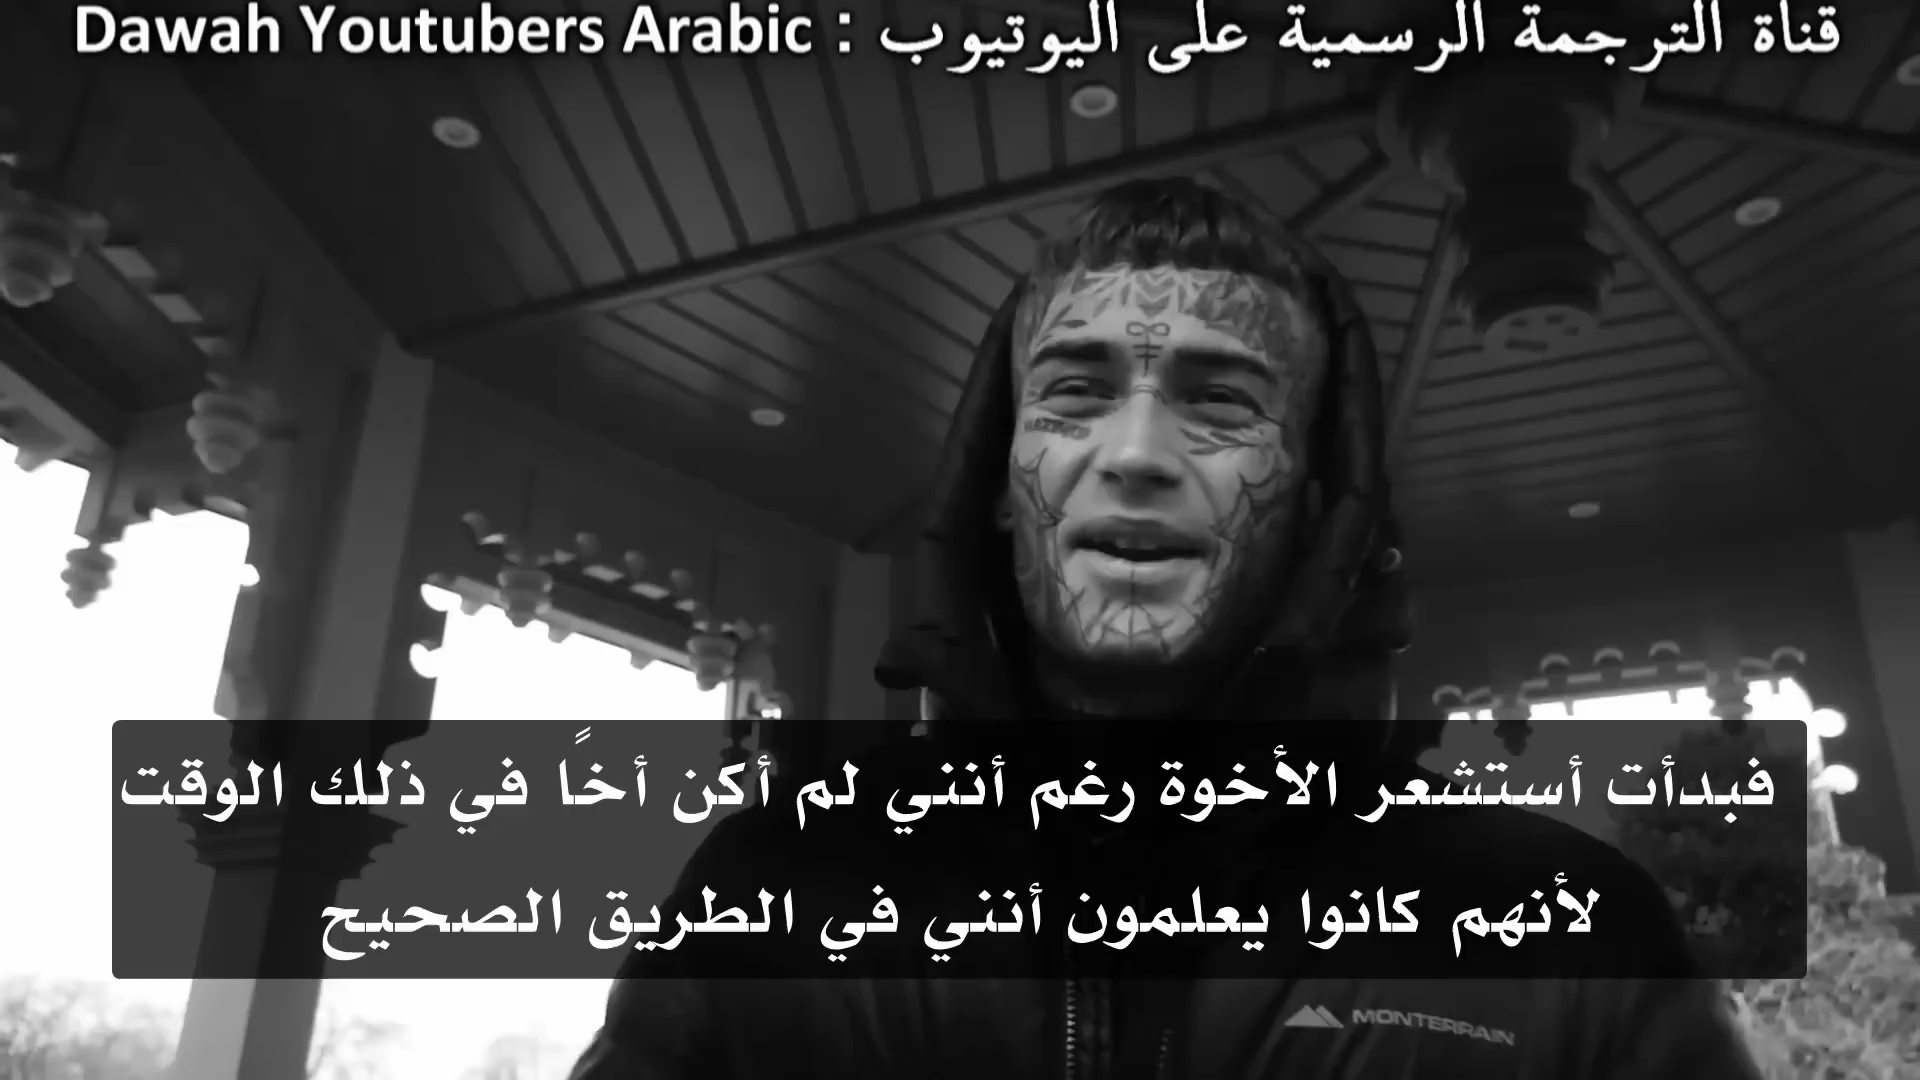 قناة الترجمة الرسمية على اليوتيوب : Dawah Youtubers Arabic
فبدأت أستشعر الأخوة رغم أنني لم أكن أخاً في ذلك الوقت
لأنهم كانوا يعلمون أنني في الطريق الصحيح
MONTERRAIN